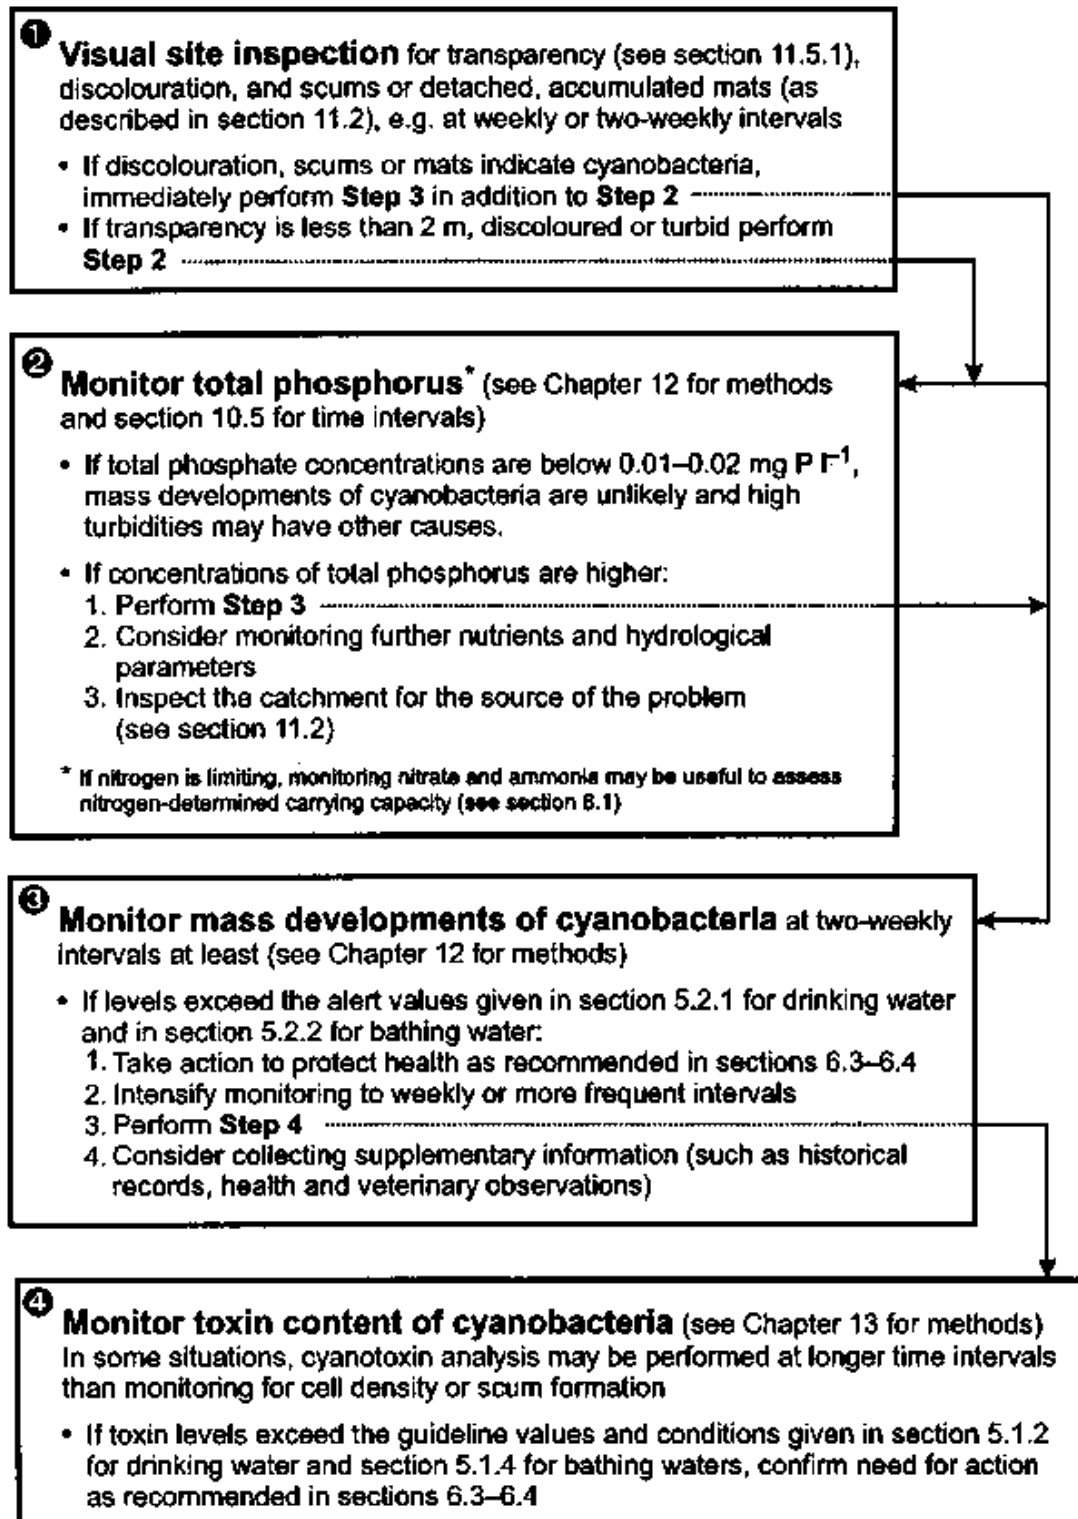 ❶ Visual site inspection for transparency (see section 11.5.1),
discolouration, and scums or detached, accumulated mats (as
described in section 11.2), e.g. at weekly or two-weekly intervals
• If discolouration, scums or mats indicate cyanobacteria,
immediately perform Step 3 in addition to Step 2
• If transparency is less than 2 m, discoloured or turbid perform
Step 2
❷ Monitor total phosphorus* (see Chapter 12 for methods
and section 10.5 for time intervals)
• If total phosphate concentrations are below 0.01–0.02 mg P l⁻¹,
mass developments of cyanobacteria are unlikely and high
turbidities may have other causes.
• If concentrations of total phosphorus are higher:
1. Perform Step 3
2. Consider monitoring further nutrients and hydrological
parameters
3. Inspect the catchment for the source of the problem
(see section 11.2)
* If nitrogen is limiting, monitoring nitrate and ammonia may be useful to assess
nitrogen-determined carrying capacity (see section 8.1)
❸ Monitor mass developments of cyanobacteria at two-weekly
intervals at least (see Chapter 12 for methods)
• If levels exceed the alert values given in section 5.2.1 for drinking water
and in section 5.2.2 for bathing water:
1. Take action to protect health as recommended in sections 6.3–6.4
2. Intensify monitoring to weekly or more frequent intervals
3. Perform Step 4
4. Consider collecting supplementary information (such as historical
records, health and veterinary observations)
❹ Monitor toxin content of cyanobacteria (see Chapter 13 for methods)
In some situations, cyanotoxin analysis may be performed at longer time intervals
than monitoring for cell density or scum formation
• If toxin levels exceed the guideline values and conditions given in section 5.1.2
for drinking water and section 5.1.4 for bathing waters, confirm need for action
as recommended in sections 6.3–6.4